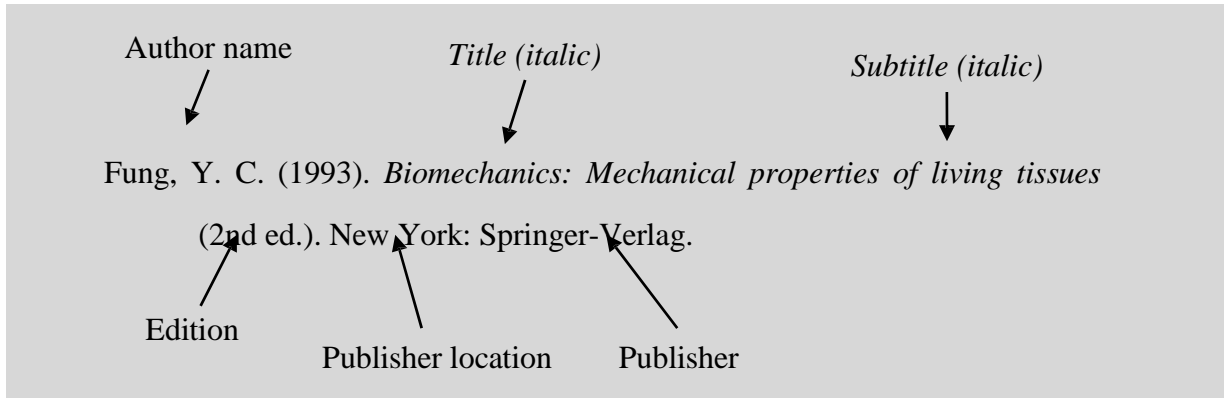 Author name
Title (italic)
Subtitle (italic)
Fung, Y. C. (1993). Biomechanics: Mechanical properties of living tissues
(2nd ed.). New York: Springer-Verlag.
Edition
Publisher location
Publisher